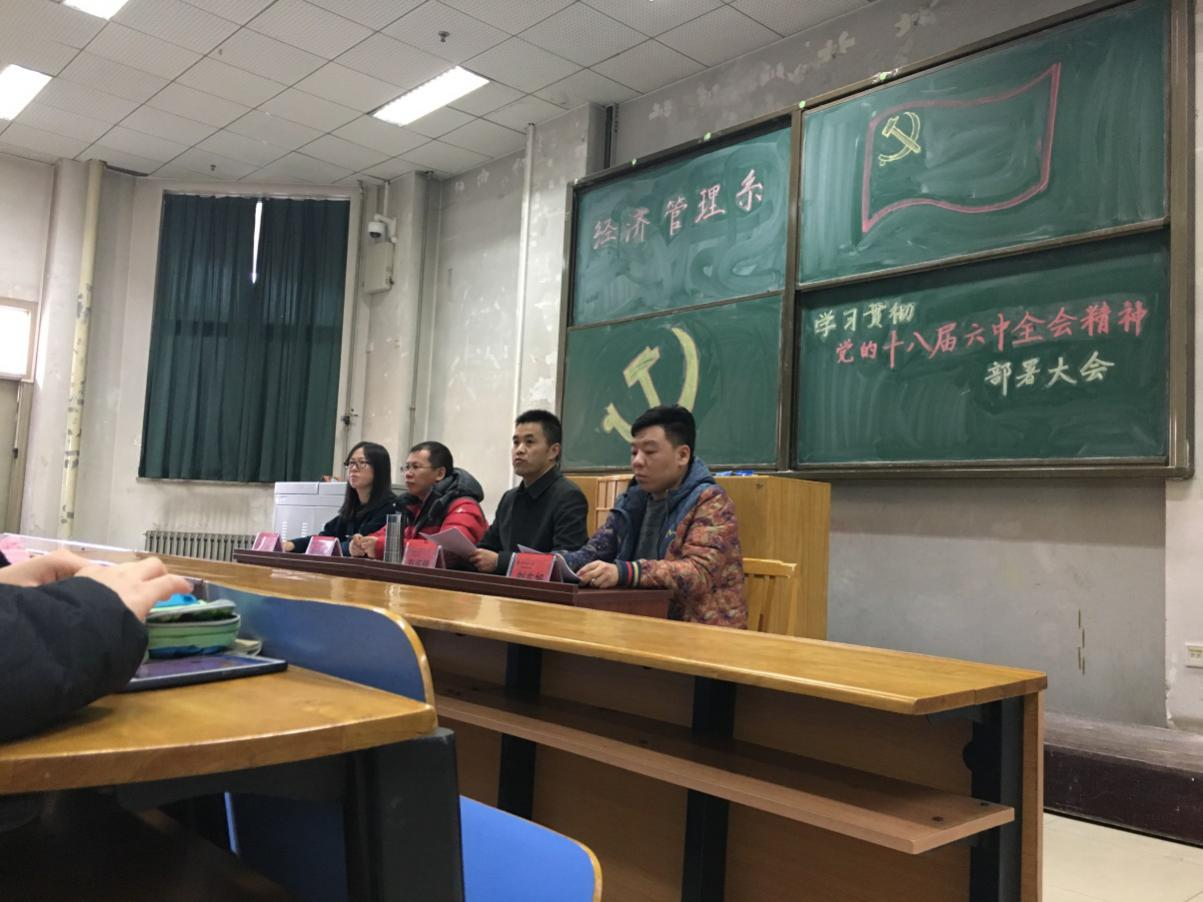 经济管理系
学习贯彻
党的十八届六中全会精神
部署大会